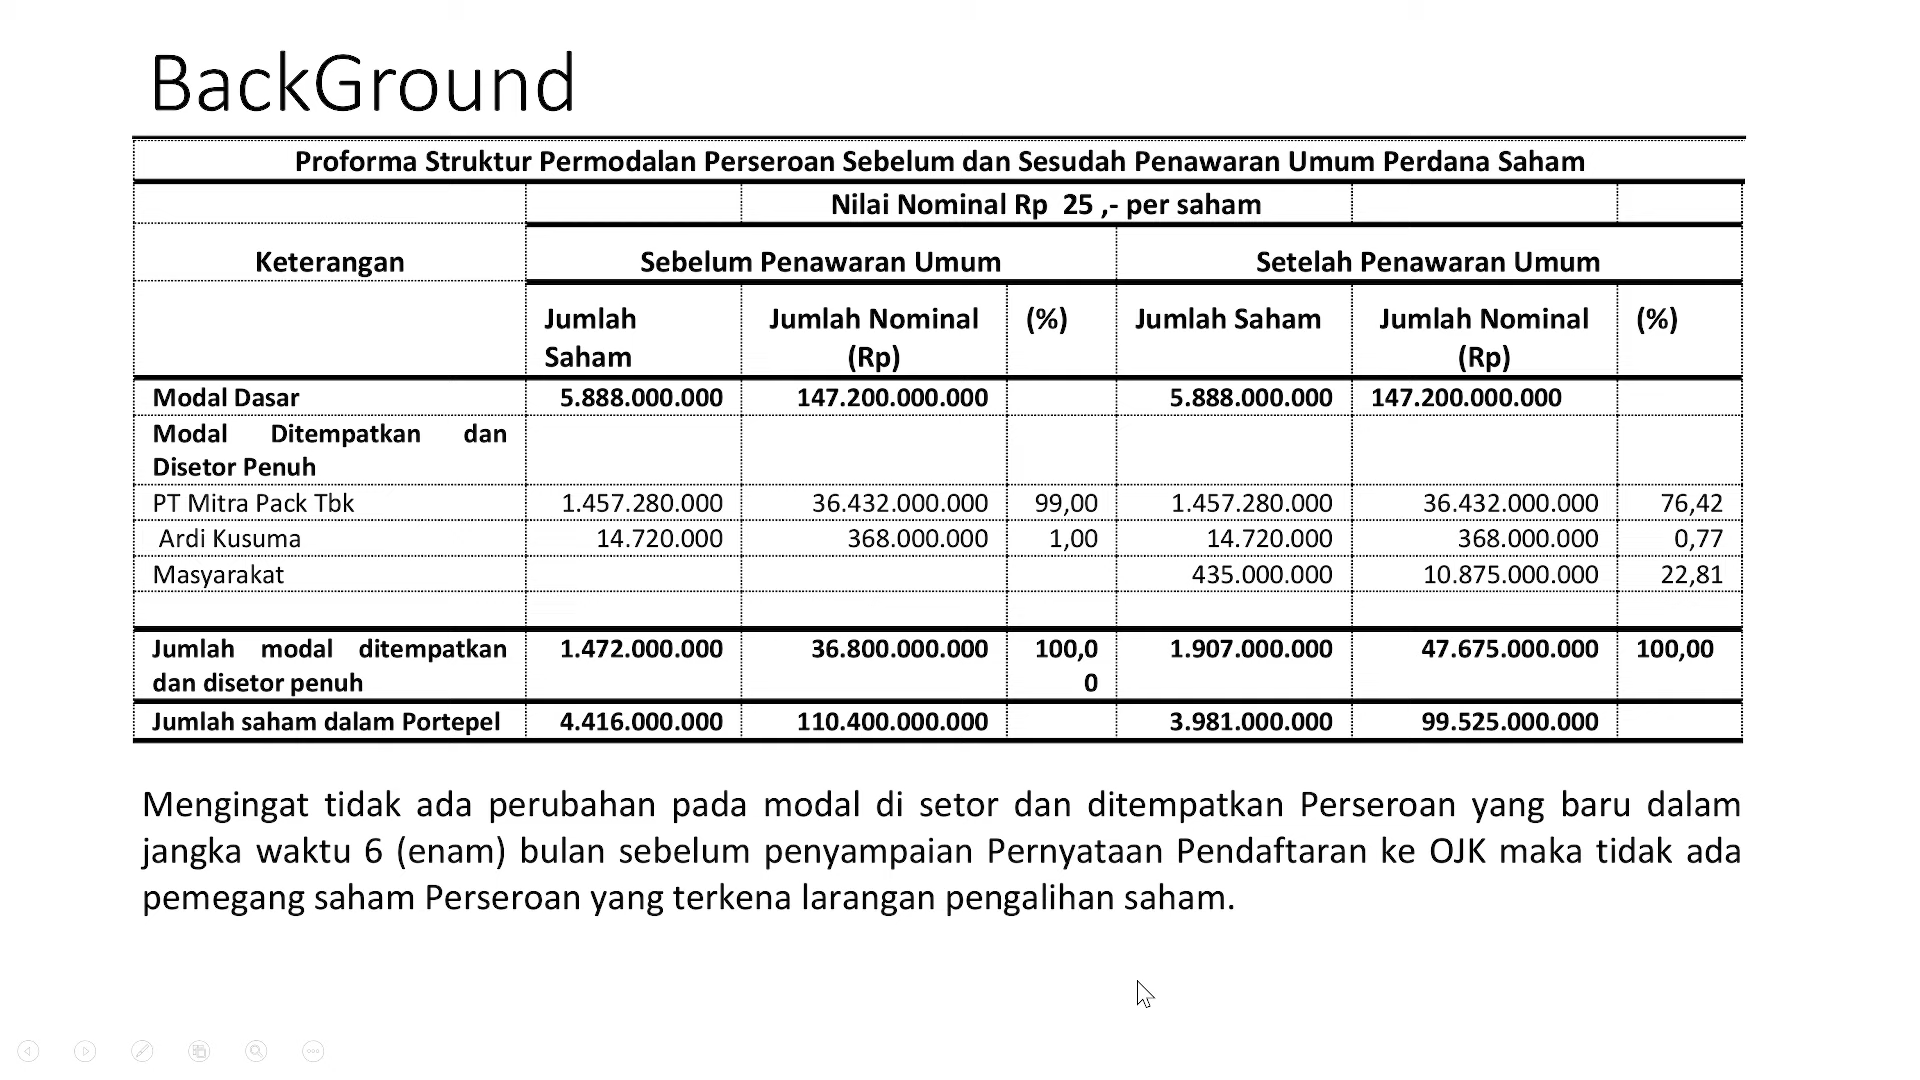 BackGround
Proforma Struktur Permodalan Perseroan Sebelum dan Sesudah Penawaran Umum Perdana Saham
Nilai Nominal Rp 25 ,- per saham
Keterangan Sebelum Penawaran Umum Setelah Penawaran Umum
Jumlah Saham Jumlah Nominal (Rp) (%) Jumlah Saham Jumlah Nominal (Rp) (%)
Modal Dasar 5.888.000.000 147.200.000.000 5.888.000.000 147.200.000.000
Modal Ditempatkan dan
Disetor Penuh
PT Mitra Pack Tbk 1.457.280.000 36.432.000.000 99,00 1.457.280.000 36.432.000.000 76,42
Ardi Kusuma 14.720.000 368.000.000 1,00 14.720.000 368.000.000 0,77
Masyarakat 435.000.000 10.875.000.000 22,81
Jumlah modal ditempatkan 1.472.000.000 36.800.000.000 100,0 1.907.000.000 47.675.000.000 100,00
dan disetor penuh 0
Jumlah saham dalam Portepel 4.416.000.000 110.400.000.000 3.981.000.000 99.525.000.000
Mengingat tidak ada perubahan pada modal di setor dan ditempatkan Perseroan yang baru dalam
jangka waktu 6 (enam) bulan sebelum penyampaian Pernyataan Pendaftaran ke OJK maka tidak ada
pemegang saham Perseroan yang terkena larangan pengalihan saham.